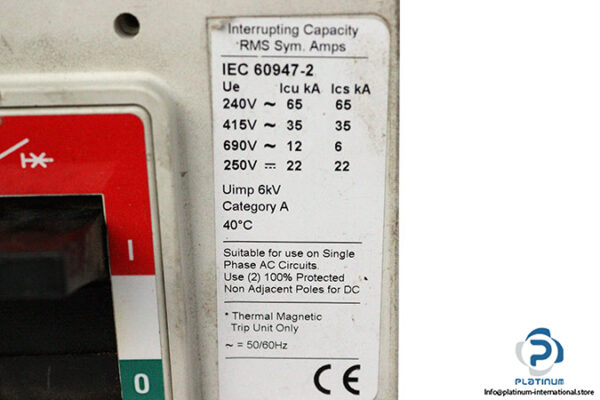 Interrupting Capacity
RMS Sym. Amps
IEC 60947-2
Ue Icu kA Ics kA
240V ~ 65 65
415V ~ 35 35
690V ~ 12 6
250V ⎓ 22 22
Uimp 6kV
Category A
40°C
Suitable for use on Single
Phase AC Circuits.
Use (2) 100% Protected
Non Adjacent Poles for DC
* Thermal Magnetic
Trip Unit Only
~ = 50/60Hz
CE
I
0
PLATINUM
Info@platinum-international.store